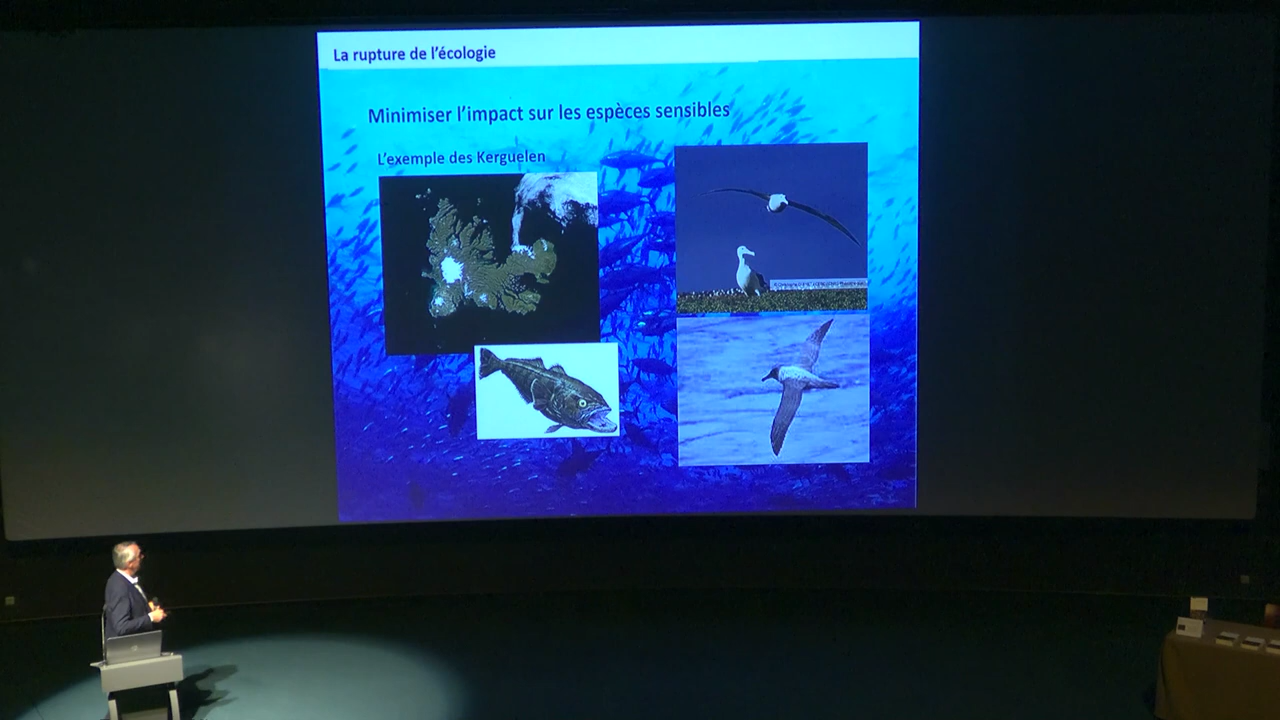 La rupture de l'écologie
Minimiser l'impact sur les espèces sensibles
L'exemple des Kerguelen